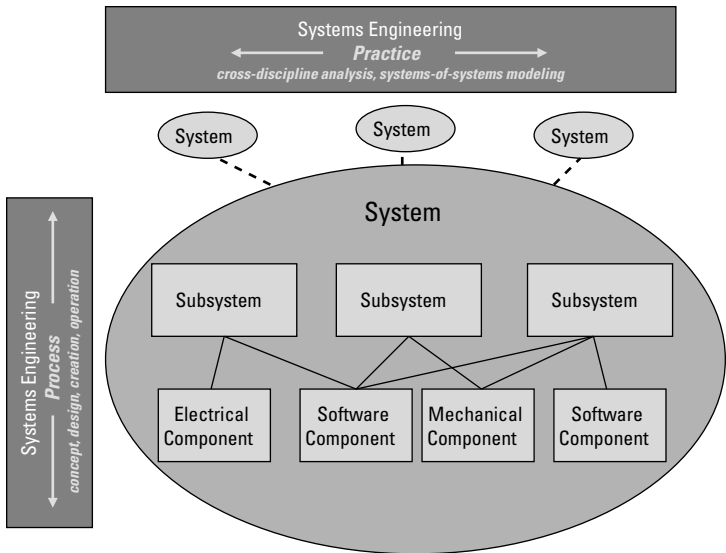 Systems Engineering
Practice
cross-discipline analysis, systems-of-systems modeling
System
System
System
Systems Engineering
Process
concept, design, creation, operation
System
Subsystem
Subsystem
Subsystem
Electrical
Component
Software
Component
Mechanical
Component
Software
Component